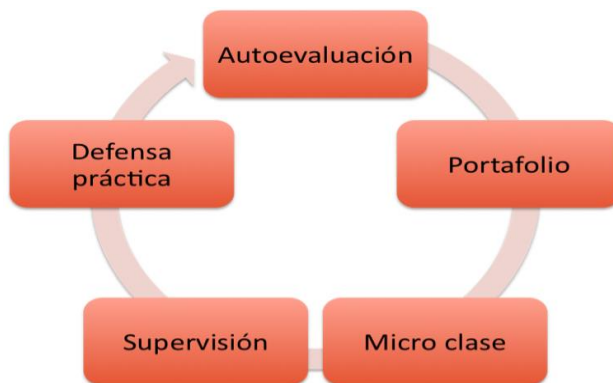 Autoevaluación
Portafolio
Micro clase
Supervisión
Defensa
práctica